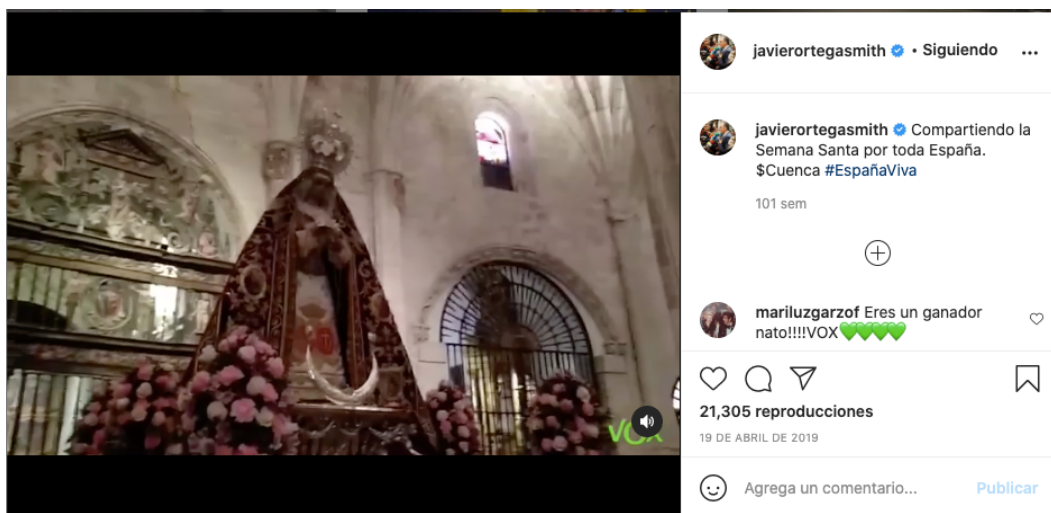 javierortegasmith • Siguiendo
javierortegasmith Compartiendo la
Semana Santa por toda España.
$Cuenca #EspañaViva
101 sem
mariluzgarzof Eres un ganador
nato!!!!VOX💚💚💚💚💚
21,305 reproducciones
19 DE ABRIL DE 2019
Agrega un comentario...
Publicar
VOX